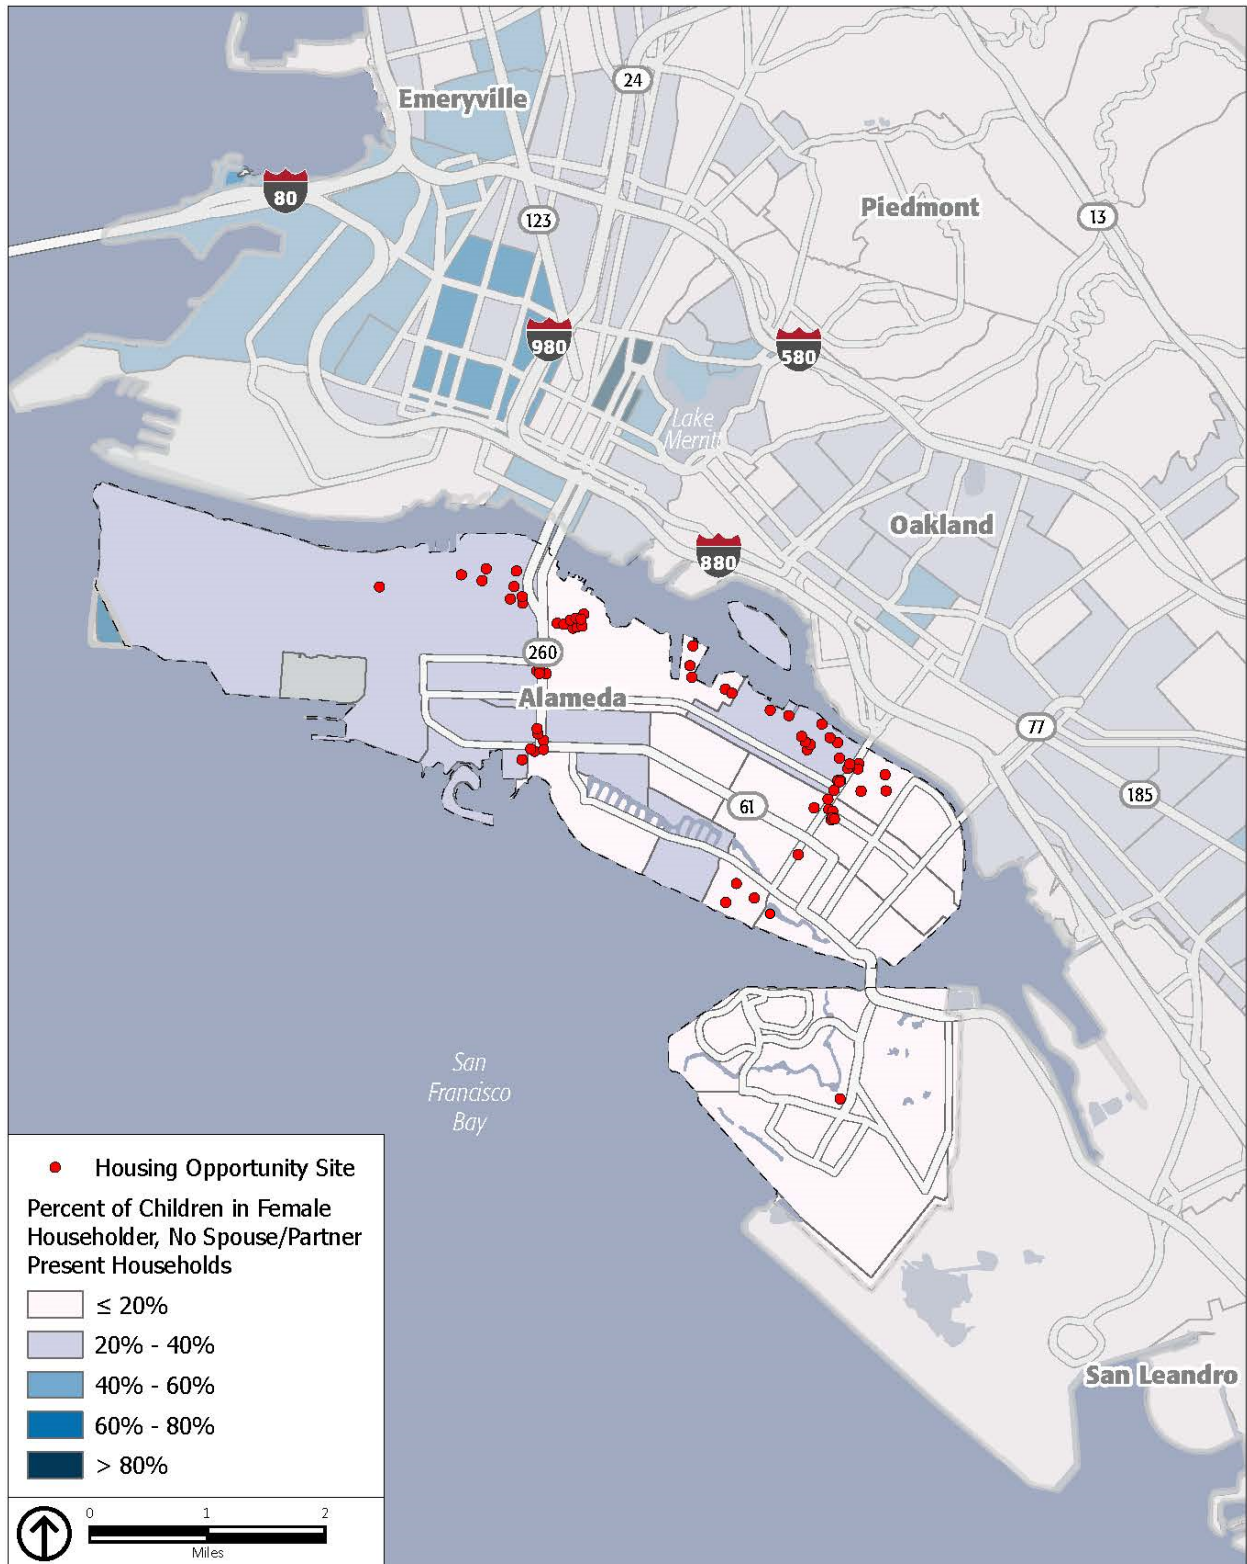 24
Emeryville
80
Piedmont
13
123
980
580
Lake
Merritt
Oakland
880
260
Alameda
77
185
61
San
Francisco
Bay
San Leandro
Housing Opportunity Site
Percent of Children in Female
Householder, No Spouse/Partner
Present Households
≤ 20%
20% - 40%
40% - 60%
60% - 80%
> 80%
0 1 2
Miles